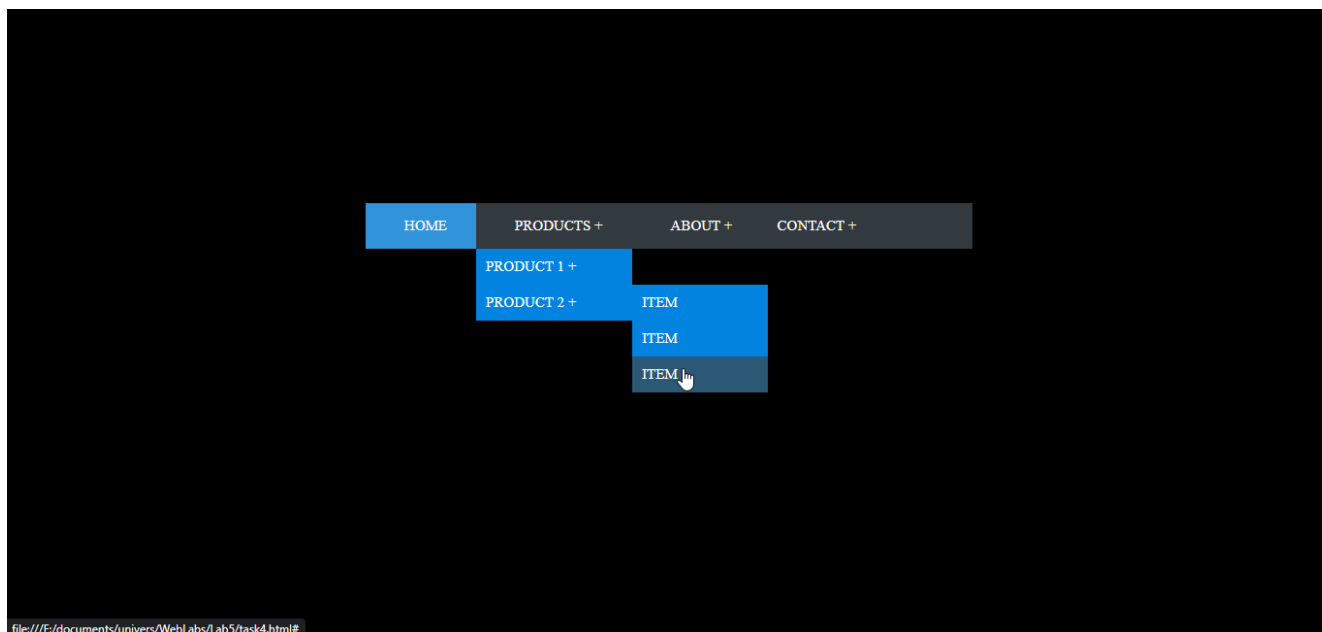 HOME PRODUCTS + ABOUT + CONTACT +
PRODUCT 1 +
PRODUCT 2 + ITEM
ITEM
ITEM
file:///F:/documents/univers/WebLabs/Lab5/task4.html#